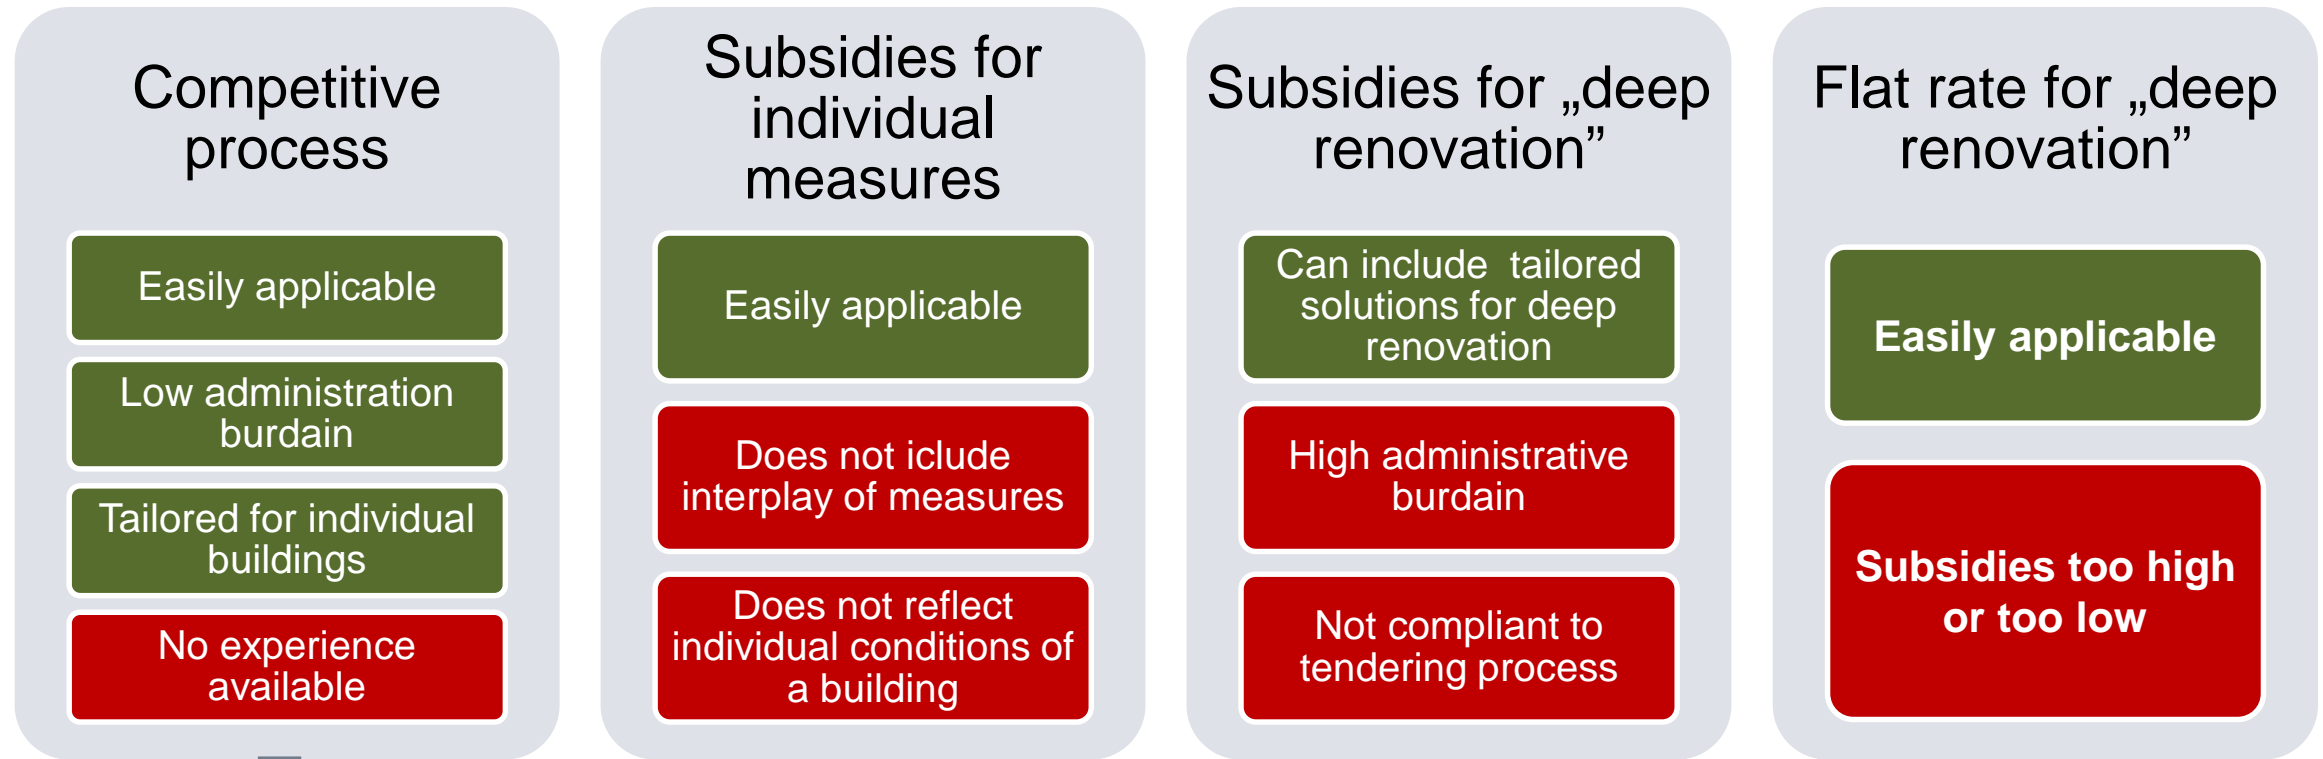 Competitive
process
Easily applicable
Low administration
burdain
Tailored for individual
buildings
No experience
available
Subsidies for
individual
measures
Easily applicable
Does not iclude
interplay of measures
Does not reflect
individual conditions of
a building
Subsidies for „deep
renovation”
Can include  tailored
solutions for deep
renovation
High administrative
burdain
Not compliant to
tendering process
Flat rate for „deep
renovation”
Easily applicable
Subsidies too high
or too low